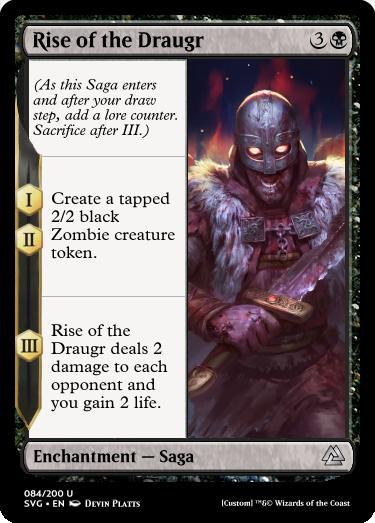 Rise of the Draugr 3
(As this Saga enters
and after your draw
step, add a lore counter.
Sacrifice after III.)
I
II
Create a tapped
2/2 black
Zombie creature
token.
III
Rise of the
Draugr deals 2
damage to each
opponent and
you gain 2 life.
Enchantment — Saga
084/200 U
SVG • EN DEVIN PLATTS
[Custom] ™&© Wizards of the Coast